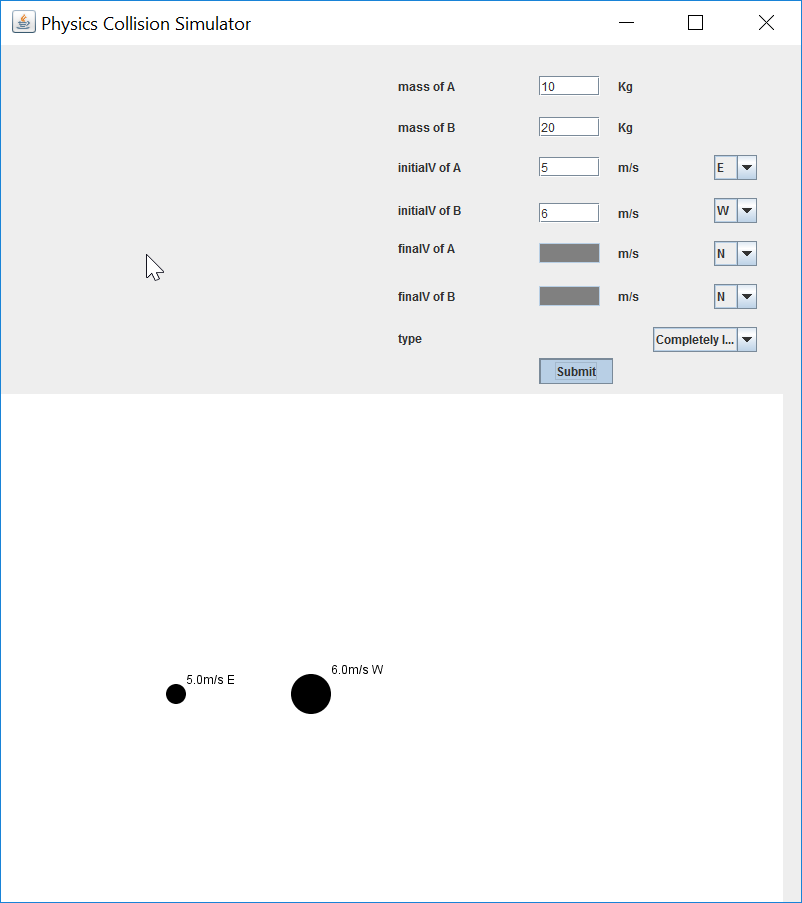 Physics Collision Simulator
mass of A 10 Kg
mass of B 20 Kg
initialV of A 5 m/s E
initialV of B 6 m/s W
finalV of A m/s N
finalV of B m/s N
type Completely I...
Submit
6.0m/s W
5.0m/s E